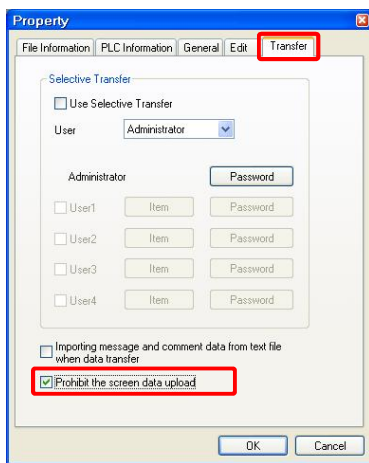 Property
File Information PLC Information General Edit Transfer
Selective Transfer
Use Selective Transfer
User Administrator
Administrator Password
User1 Item Password
User2 Item Password
User3 Item Password
User4 Item Password
Importing message and comment data from text file
when data transfer
Prohibit the screen data upload
OK Cancel